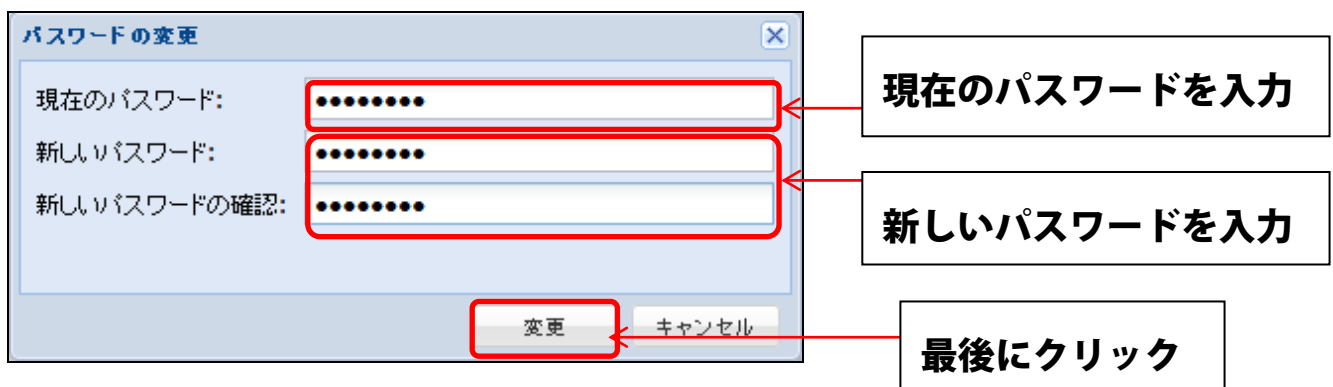 パスワードの変更
現在のパスワード: ●●●●●●●●
現在のパスワードを入力
新しいパスワード: ●●●●●●●●
新しいパスワードの確認: ●●●●●●●●
新しいパスワードを入力
変更 キャンセル
最後にクリック